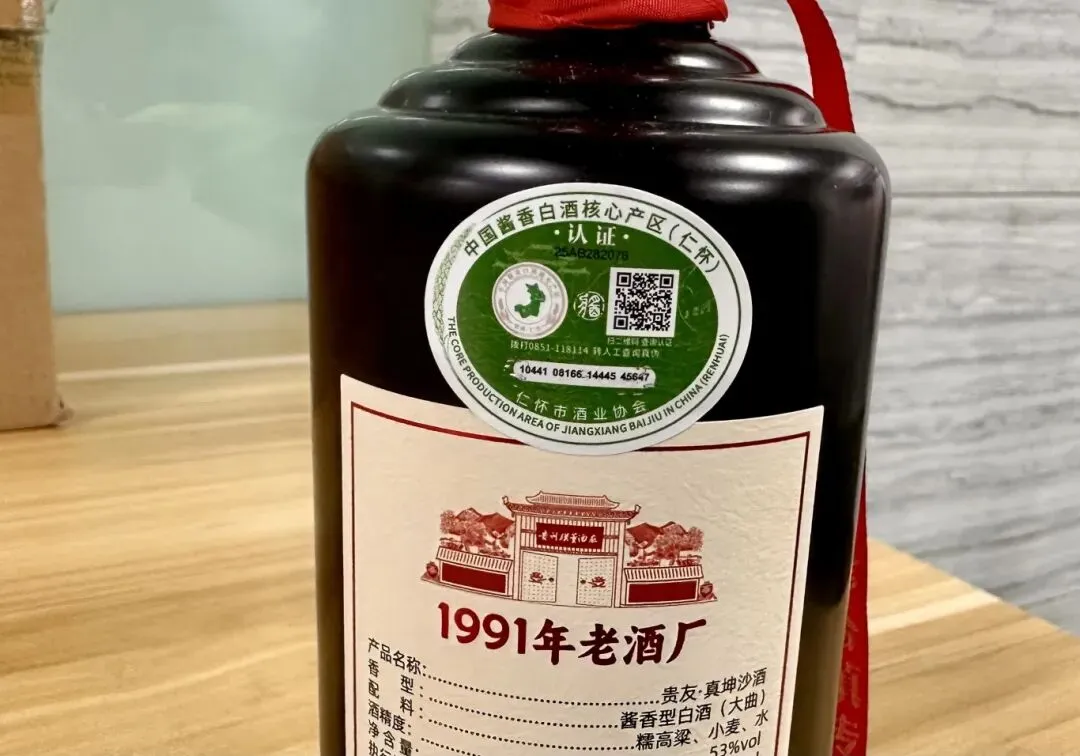 中国酱香白酒核心产区(仁怀)
·认证·
25AB282076
扫二维码 查询认证
拨打0851-118114 转人工查询真伪
10441 08166 14445 45647
仁怀市酒业协会
THE CORE PRODUCTION AREA OF JIANGXIANG BAIJIU IN CHINA (RENHUAI)
1991年老酒厂
产品名称:贵友·真坤沙酒
香型:酱香型白酒(大曲)
配料:糯高粱、小麦、水
酒精度:53%vol
净含量